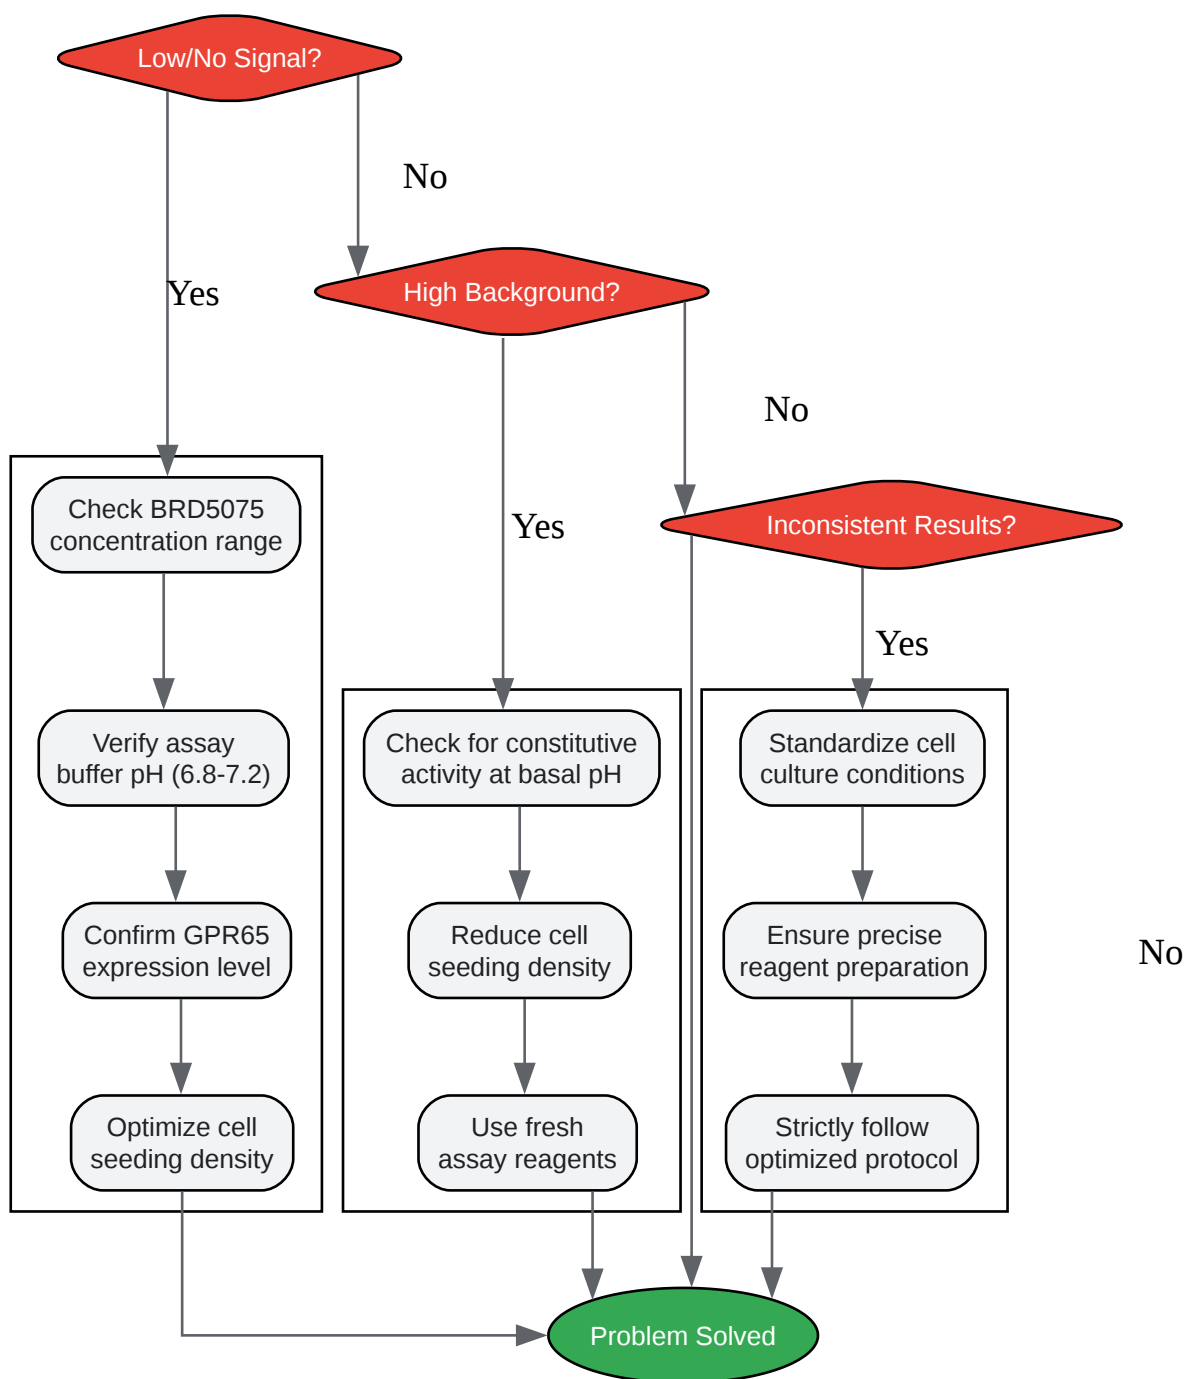 Low/No Signal?
No
High Background?
Yes
No
Check BRD5075
concentration range
Inconsistent Results?
Yes
Yes
Verify assay
buffer pH (6.8-7.2)
Check for constitutive
activity at basal pH
Standardize cell
culture conditions
Confirm GPR65
expression level
Reduce cell
seeding density
Ensure precise
reagent preparation
No
Optimize cell
seeding density
Use fresh
assay reagents
Strictly follow
optimized protocol
Problem Solved